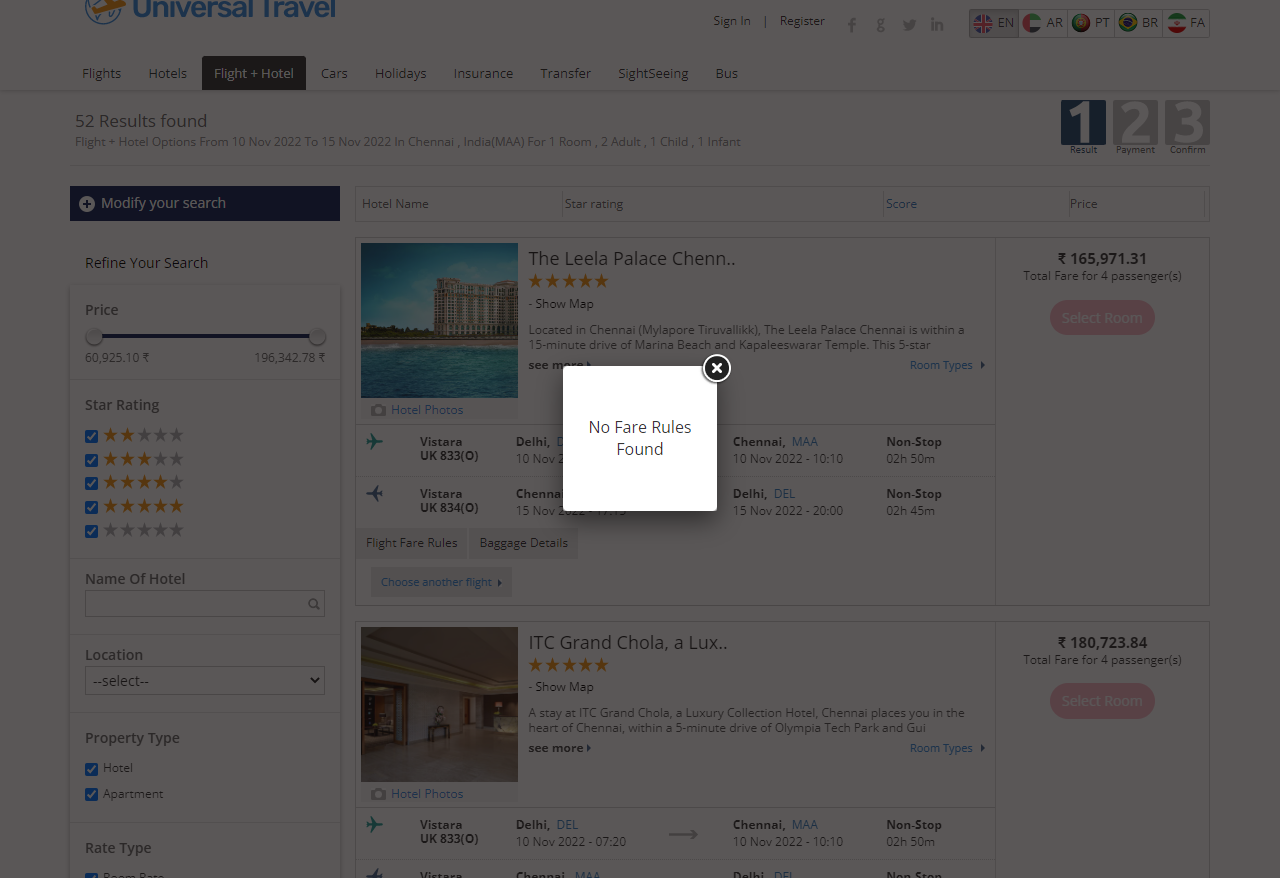 Universal Travel
Sign In | Register
EN AR PT BR FA
Flights Hotels Flight + Hotel Cars Holidays Insurance Transfer SightSeeing Bus
52 Results found
Flight + Hotel Options From 10 Nov 2022 To 15 Nov 2022 In Chennai , India(MAA) For 1 Room , 2 Adult , 1 Child , 1 Infant
1 2 3
Result Payment Confirm
Modify your search
Hotel Name Star rating Score Price
Refine Your Search
Price
60,925.10 ₹ 196,342.78 ₹
Star Rating
Name Of Hotel
Location
--select--
Property Type
Hotel
Apartment
Rate Type
Room Rate
The Leela Palace Chenn..
- Show Map
Located in Chennai (Mylapore Tiruvallikk), The Leela Palace Chennai is within a
15-minute drive of Marina Beach and Kapaleeswarar Temple. This 5-star
see more Room Types
Hotel Photos
₹ 165,971.31
Total Fare for 4 passenger(s)
Select Room
No Fare Rules
Found
Vistara Delhi, Chennai, MAA Non-Stop
UK 833(O) 10 Nov 10 Nov 2022 - 10:10 02h 50m
Vistara Chennai Delhi, DEL Non-Stop
UK 834(O) 15 Nov 15 Nov 2022 - 20:00 02h 45m
Flight Fare Rules Baggage Details
Choose another flight
ITC Grand Chola, a Lux..
- Show Map
A stay at ITC Grand Chola, a Luxury Collection Hotel, Chennai places you in the
heart of Chennai, within a 5-minute drive of Olympia Tech Park and Gui
see more Room Types
Hotel Photos
₹ 180,723.84
Total Fare for 4 passenger(s)
Select Room
Vistara Delhi, DEL Chennai, MAA Non-Stop
UK 833(O) 10 Nov 2022 - 07:20 10 Nov 2022 - 10:10 02h 50m
Vistara Chennai, MAA Delhi, DEL Non-Stop